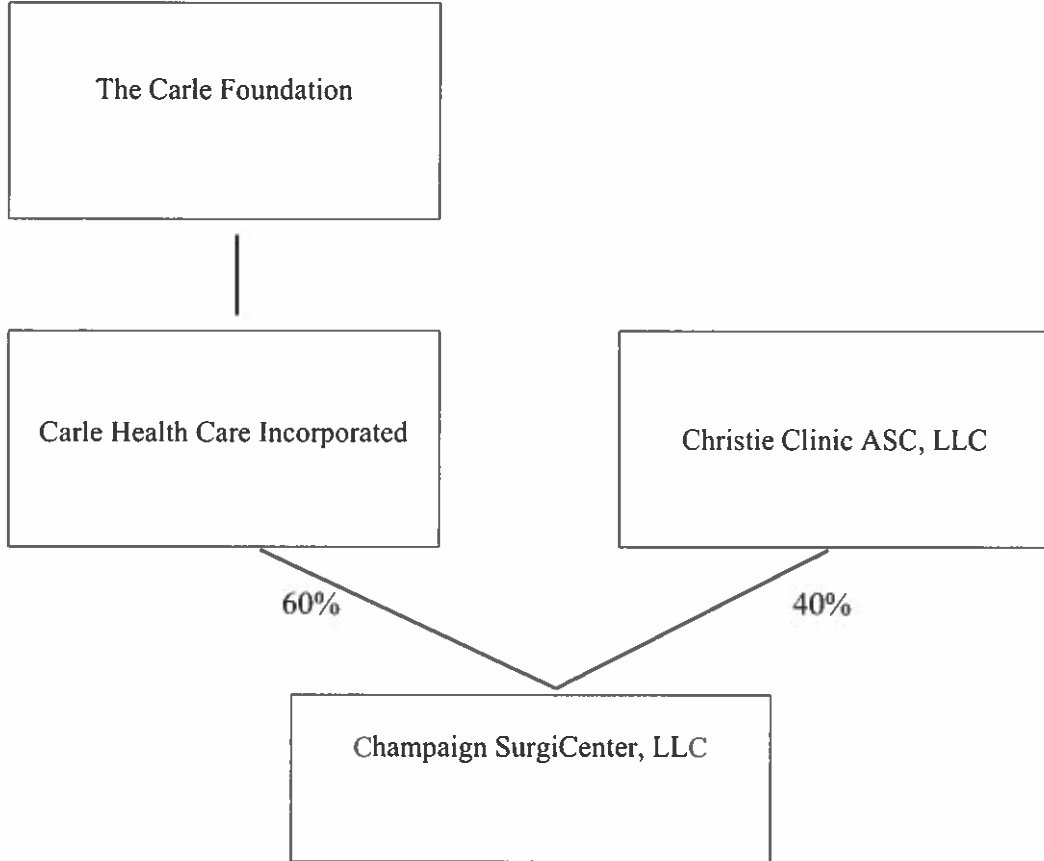 The Carle Foundation
Carle Health Care Incorporated
Christie Clinic ASC, LLC
60%
40%
Champaign SurgiCenter, LLC